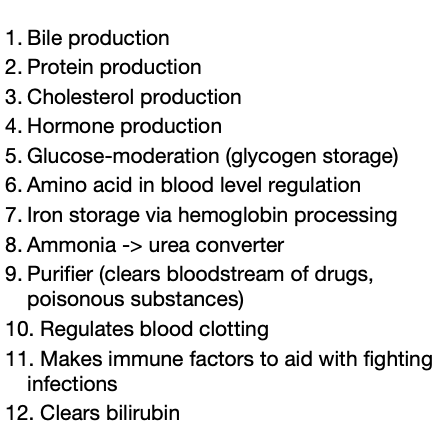 1. Bile production
2. Protein production
3. Cholesterol production
4. Hormone production
5. Glucose-moderation (glycogen storage)
6. Amino acid in blood level regulation
7. Iron storage via hemoglobin processing
8. Ammonia -> urea converter
9. Purifier (clears bloodstream of drugs,
poisonous substances)
10. Regulates blood clotting
11. Makes immune factors to aid with fighting
infections
12. Clears bilirubin